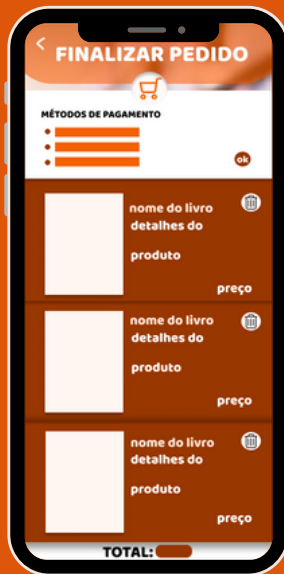 FINALIZAR PEDIDO
MÉTODOS DE PAGAMENTO
ok
nome do livro
detalhes do
produto
preço
nome do livro
detalhes do
produto
preço
nome do livro
detalhes do
produto
preço
TOTAL: